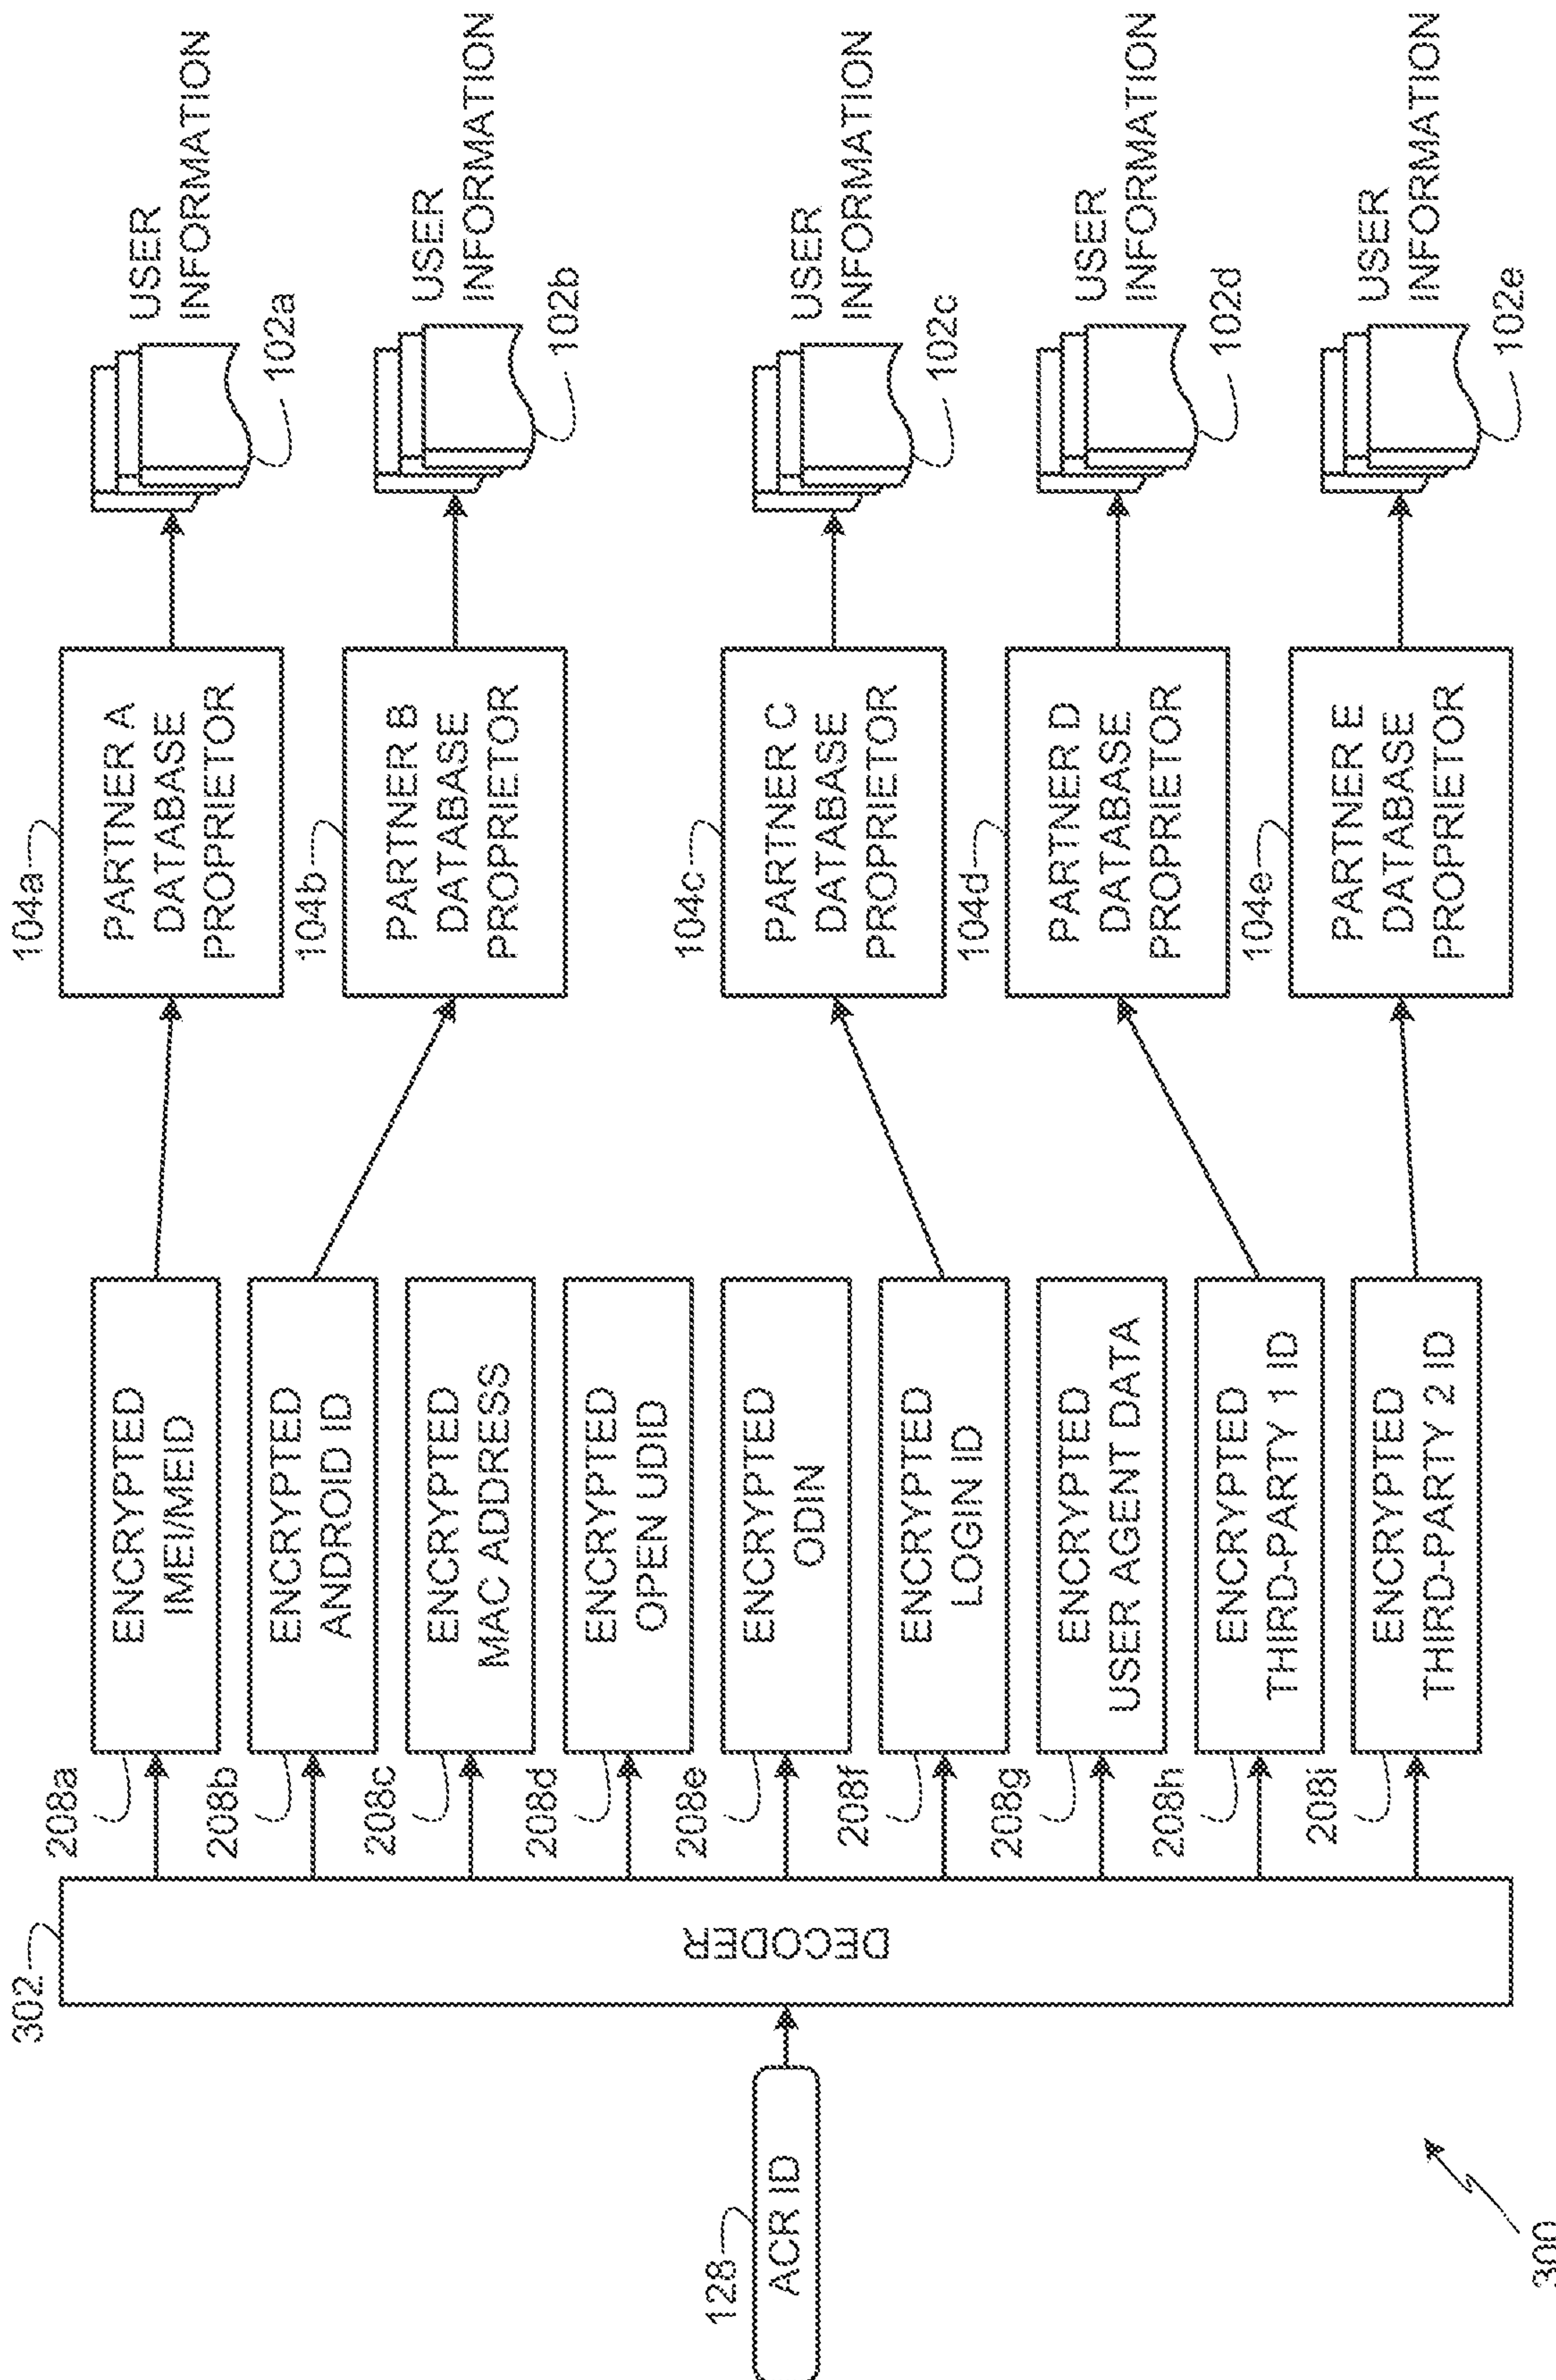 128
ACR ID
300
302
DECODER
208a
ENCRYPTED
IMEI/MEID
208b
ENCRYPTED
ANDROID ID
208c
ENCRYPTED
MAC ADDRESS
208d
ENCRYPTED
OPEN UDID
208e
ENCRYPTED
ODIN
208f
ENCRYPTED
LOGIN ID
208g
ENCRYPTED
USER AGENT DATA
208h
ENCRYPTED
THIRD-PARTY 1 ID
208i
ENCRYPTED
THIRD-PARTY 2 ID
104a
PARTNER A
DATABASE
PROPRIETOR
104b
PARTNER B
DATABASE
PROPRIETOR
104c
PARTNER C
DATABASE
PROPRIETOR
104d
PARTNER D
DATABASE
PROPRIETOR
104e
PARTNER E
DATABASE
PROPRIETOR
USER
INFORMATION
102a
USER
INFORMATION
102b
USER
INFORMATION
102c
USER
INFORMATION
102d
USER
INFORMATION
102e